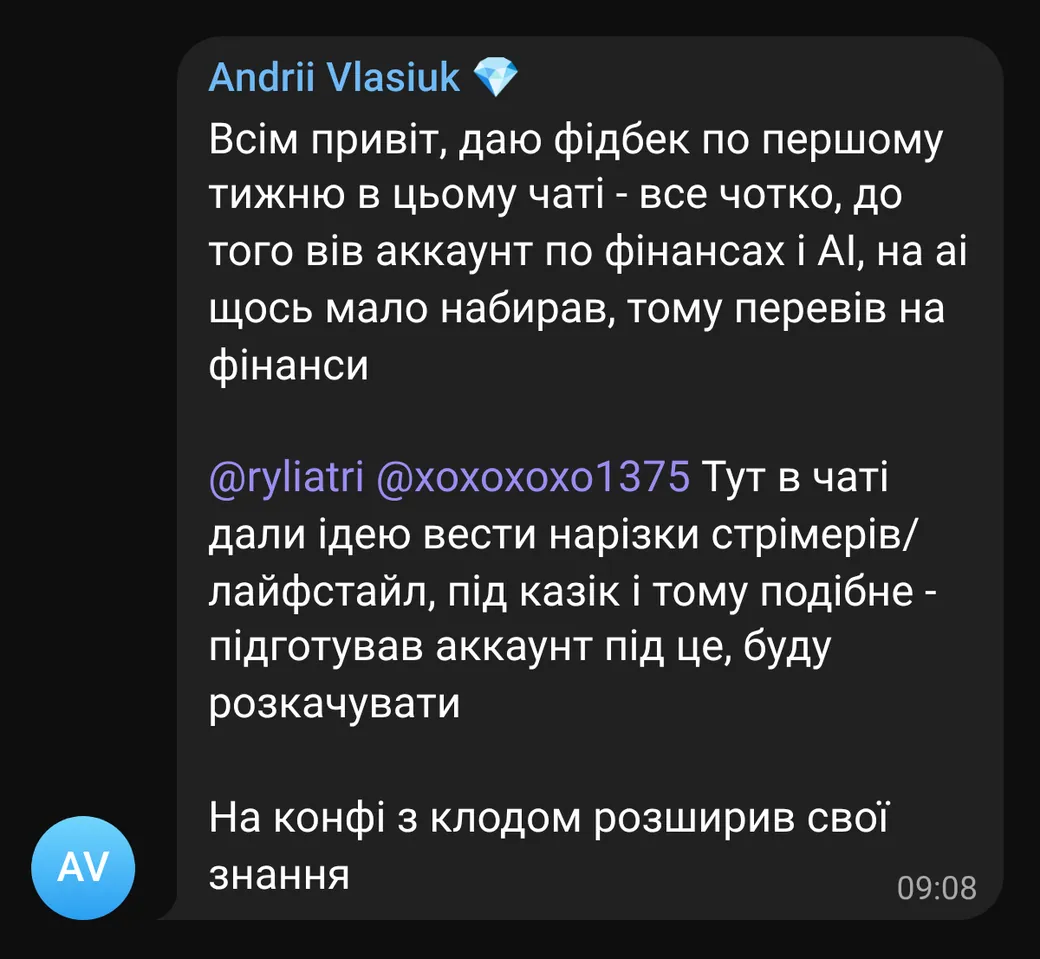 Andrii Vlasiuk 💎
Всім привіт, даю фідбек по першому
тижню в цьому чаті - все чотко, до
того вів аккаунт по фінансах і АІ, на аі
щось мало набирав, тому перевів на
фінанси
@ryliatri @xoxoxoxo1375 Тут в чаті
дали ідею вести нарізки стрімерів/
лайфстайл, під казік і тому подібне -
підготував аккаунт під це, буду
розкачувати
На конфі з клодом розширив свої
знання
09:08
AV